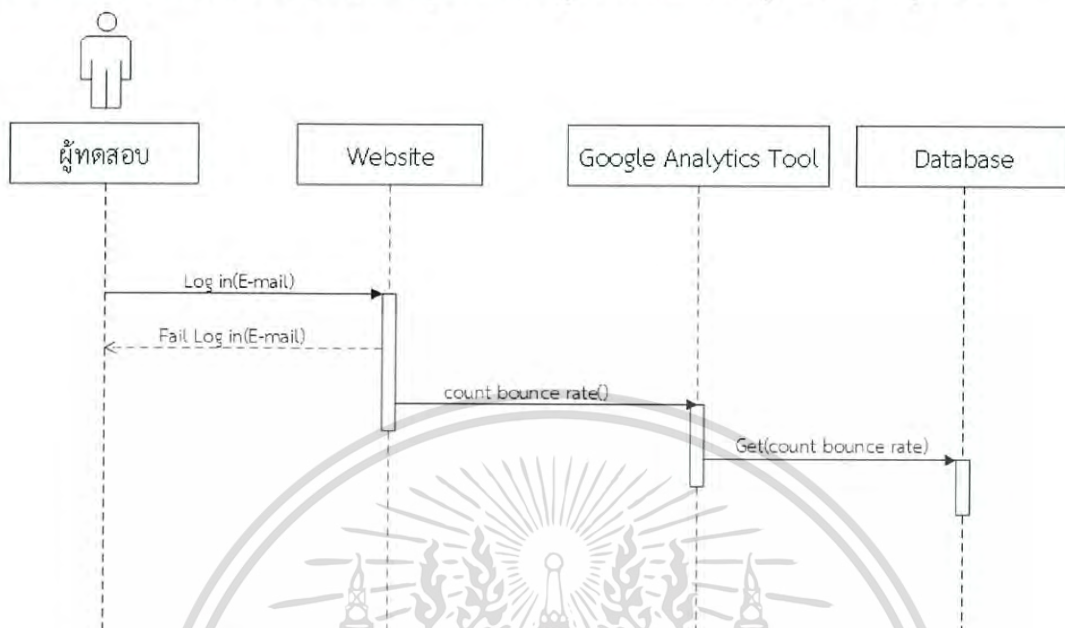 ผู้ทดสอบ
Website
Google Analytics Tool
Database
Log in(E-mail)
Fail Log in(E-mail)
count bounce rate()
Get(count bounce rate)